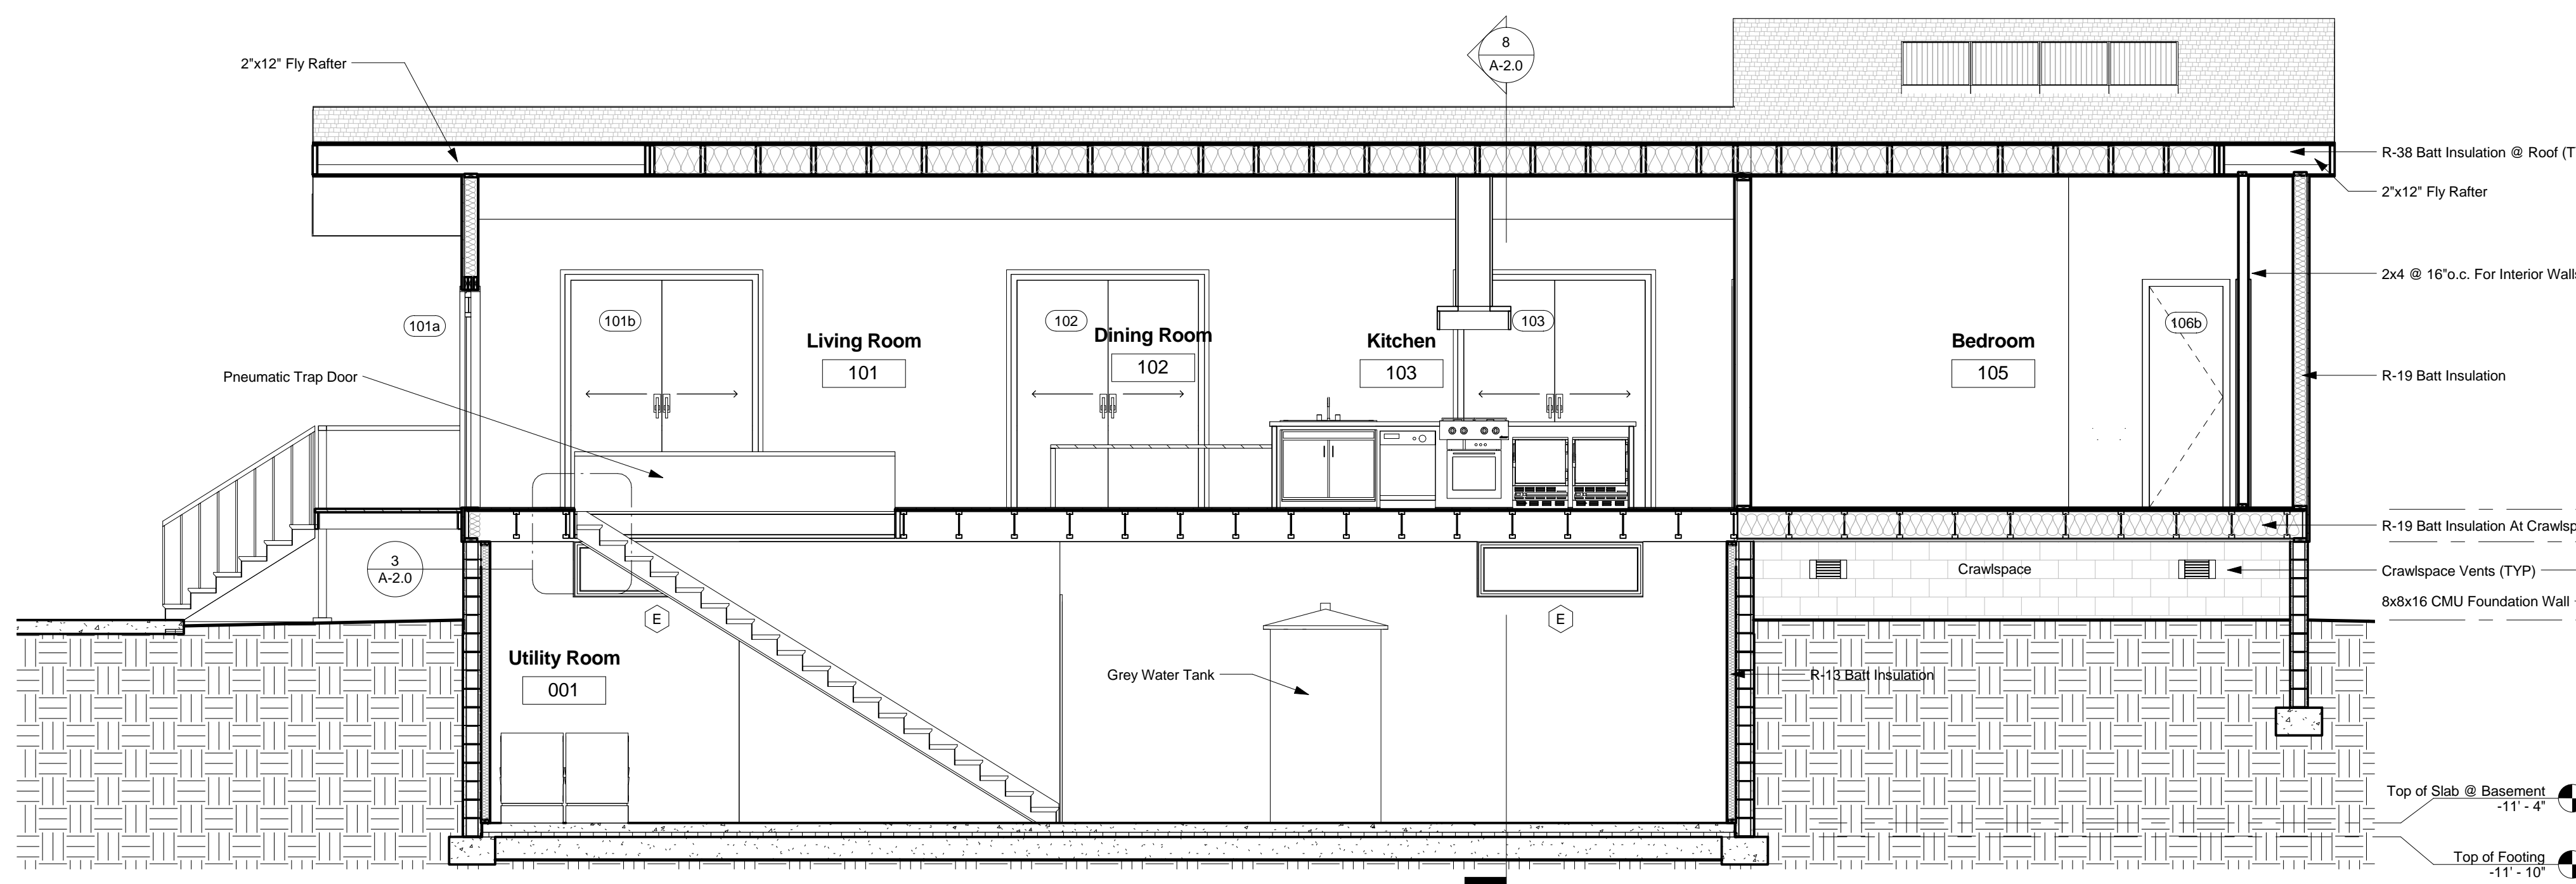 8
A-2.0
2"x12" Fly Rafter
R-38 Batt Insulation @ Roof (T
2"x12" Fly Rafter
2x4 @ 16"o.c. For Interior Walls
101a
101b
102
103
106b
Living Room
101
Dining Room
102
Kitchen
103
Bedroom
105
Pneumatic Trap Door
R-19 Batt Insulation
R-19 Batt Insulation At Crawlsp
3
A-2.0
Crawlspace
Crawlspace Vents (TYP)
8x8x16 CMU Foundation Wall
E
E
Utility Room
001
Grey Water Tank
R-13 Batt Insulation
Top of Slab @ Basement
-11' - 4"
Top of Footing
-11' - 10"